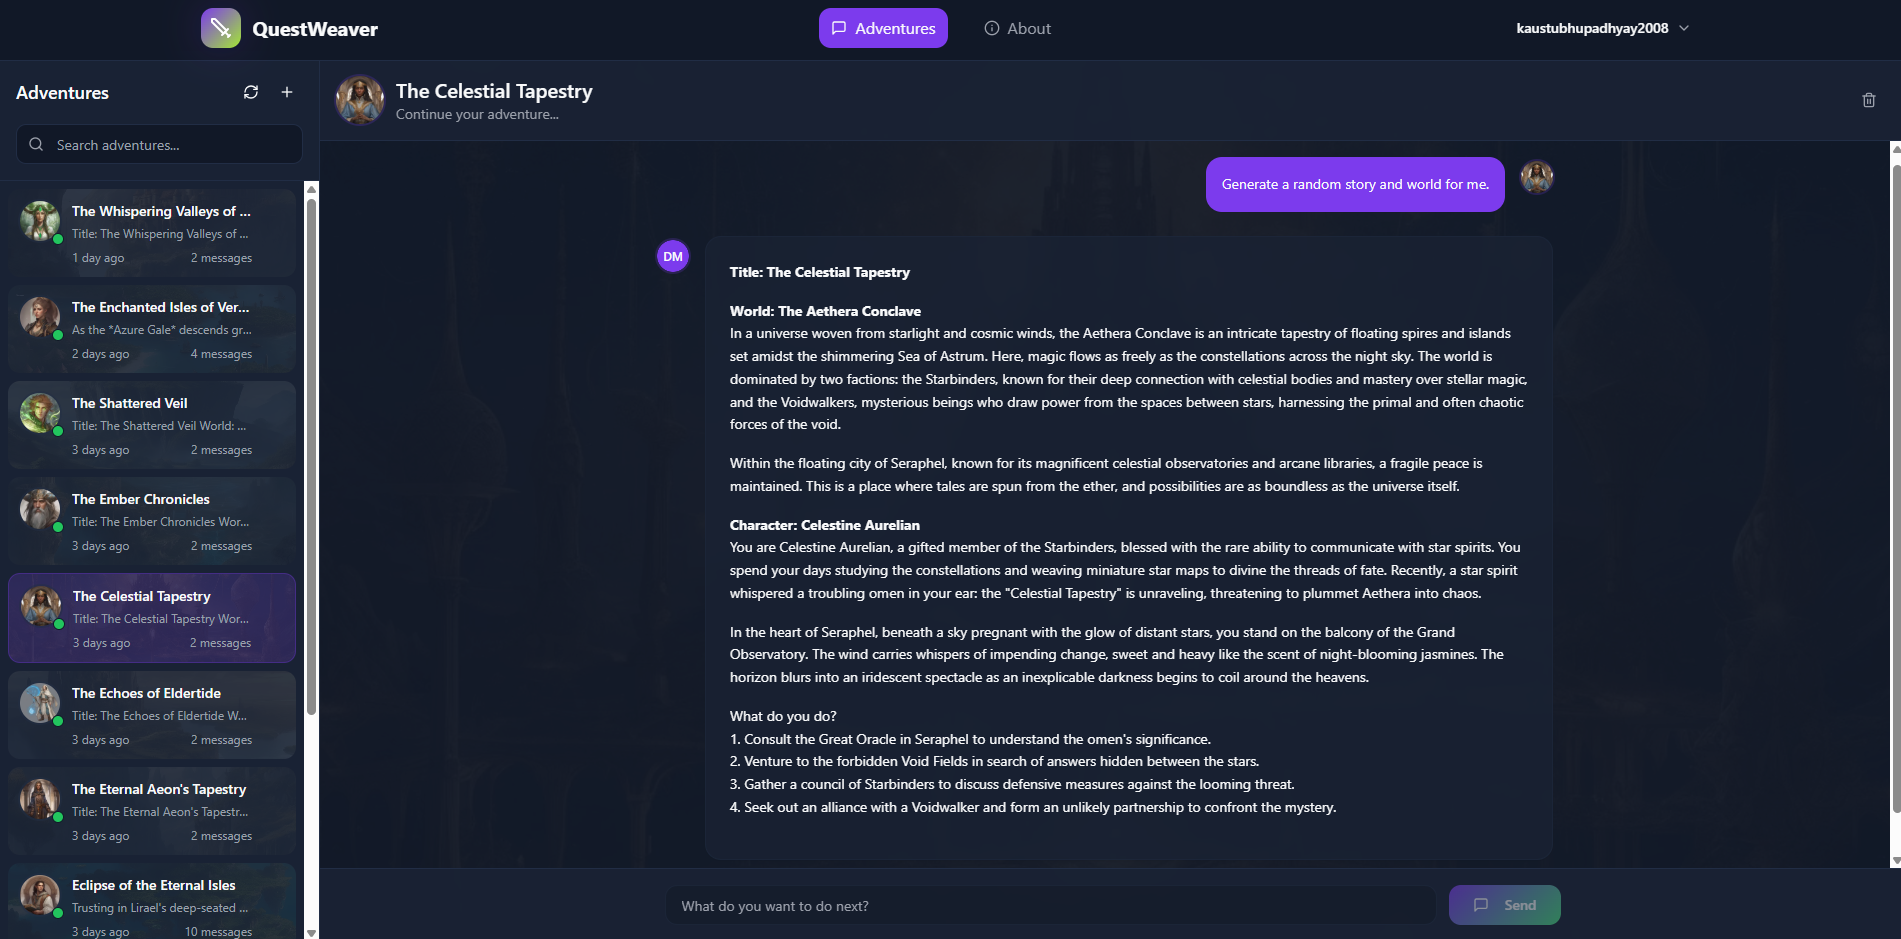 QuestWeaver
Adventures
About
kaustubhupadhyay2008
Adventures
Search adventures...
The Whispering Valleys of ...
Title: The Whispering Valleys of ...
1 day ago 2 messages
The Enchanted Isles of Ver...
As the *Azure Gale* descends gr...
2 days ago 4 messages
The Shattered Veil
Title: The Shattered Veil World: ...
3 days ago 2 messages
The Ember Chronicles
Title: The Ember Chronicles Wor...
3 days ago 2 messages
The Celestial Tapestry
Title: The Celestial Tapestry Wor...
3 days ago 2 messages
The Echoes of Eldertide
Title: The Echoes of Eldertide W...
3 days ago 2 messages
The Eternal Aeon's Tapestry
Title: The Eternal Aeon's Tapestr...
3 days ago 2 messages
Eclipse of the Eternal Isles
Trusting in Lirael's deep-seated ...
3 days ago 10 messages
The Celestial Tapestry
Continue your adventure...
Generate a random story and world for me.
DM
Title: The Celestial Tapestry
World: The Aethera Conclave
In a universe woven from starlight and cosmic winds, the Aethera Conclave is an intricate tapestry of floating spires and islands
set amidst the shimmering Sea of Astrum. Here, magic flows as freely as the constellations across the night sky. The world is
dominated by two factions: the Starbinders, known for their deep connection with celestial bodies and mastery over stellar magic,
and the Voidwalkers, mysterious beings who draw power from the spaces between stars, harnessing the primal and often chaotic
forces of the void.
Within the floating city of Seraphel, known for its magnificent celestial observatories and arcane libraries, a fragile peace is
maintained. This is a place where tales are spun from the ether, and possibilities are as boundless as the universe itself.
Character: Celestine Aurelian
You are Celestine Aurelian, a gifted member of the Starbinders, blessed with the rare ability to communicate with star spirits. You
spend your days studying the constellations and weaving miniature star maps to divine the threads of fate. Recently, a star spirit
whispered a troubling omen in your ear: the "Celestial Tapestry" is unraveling, threatening to plummet Aethera into chaos.
In the heart of Seraphel, beneath a sky pregnant with the glow of distant stars, you stand on the balcony of the Grand
Observatory. The wind carries whispers of impending change, sweet and heavy like the scent of night-blooming jasmines. The
horizon blurs into an iridescent spectacle as an inexplicable darkness begins to coil around the heavens.
What do you do?
1. Consult the Great Oracle in Seraphel to understand the omen's significance.
2. Venture to the forbidden Void Fields in search of answers hidden between the stars.
3. Gather a council of Starbinders to discuss defensive measures against the looming threat.
4. Seek out an alliance with a Voidwalker and form an unlikely partnership to confront the mystery.
What do you want to do next?
Send